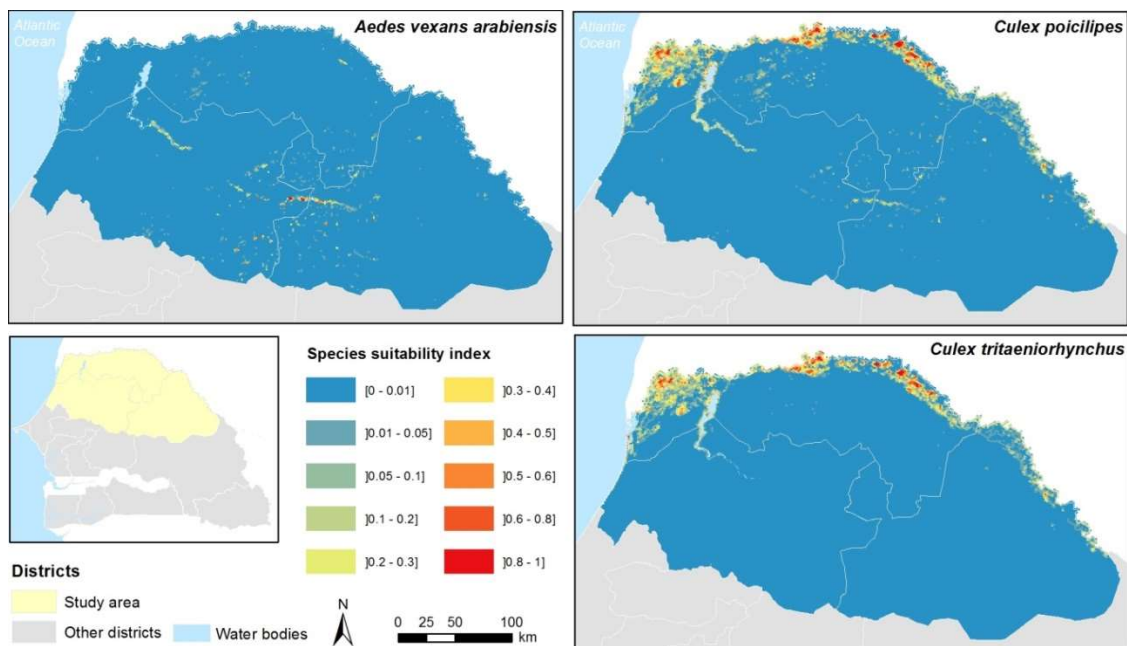 Atlantic
Ocean
Aedes vexans arabiensis
Atlantic
Ocean
Culex poicilipes
Species suitability index
[0 - 0.01]
]0.01 - 0.05]
]0.05 - 0.1]
]0.1 - 0.2]
]0.2 - 0.3]
]0.3 - 0.4]
]0.4 - 0.5]
]0.5 - 0.6]
]0.6 - 0.8]
]0.8 - 1]
Districts
Study area
Other districts
Water bodies
N
0 25 50 100
km
Culex tritaeniorhynchus